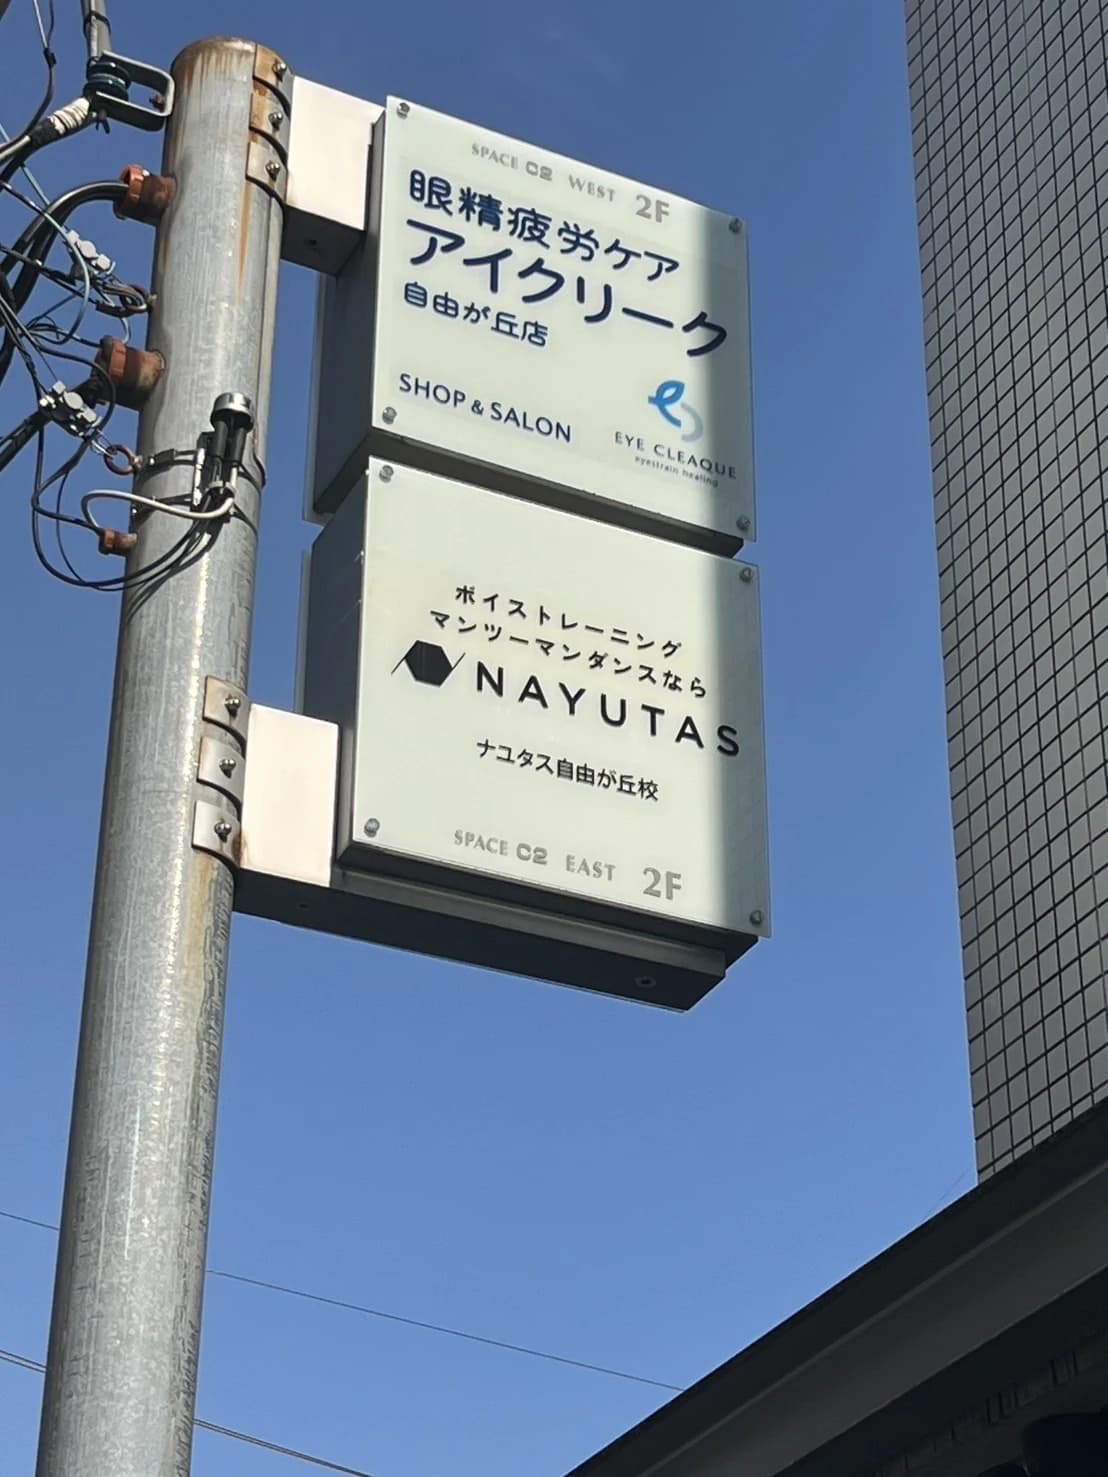 SPACE 02 WEST 2F
眼精疲労ケア
アイクリーク
自由が丘店
SHOP & SALON
EYE CLEAQUE
eyestrain healing
ボイストレーニング
マンツーマンダンスなら
NAYUTAS
ナユタス自由が丘校
SPACE 02 EAST 2F